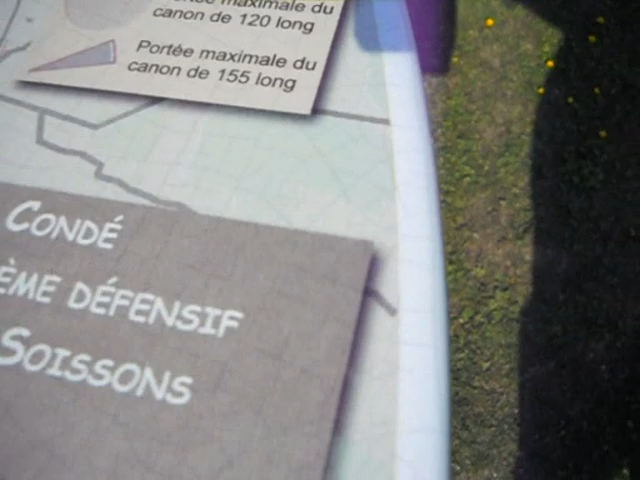 maximale du
canon de 120 long
Portée maximale du
canon de 155 long
CONDÉ
ÈME DÉFENSIF
SOISSONS